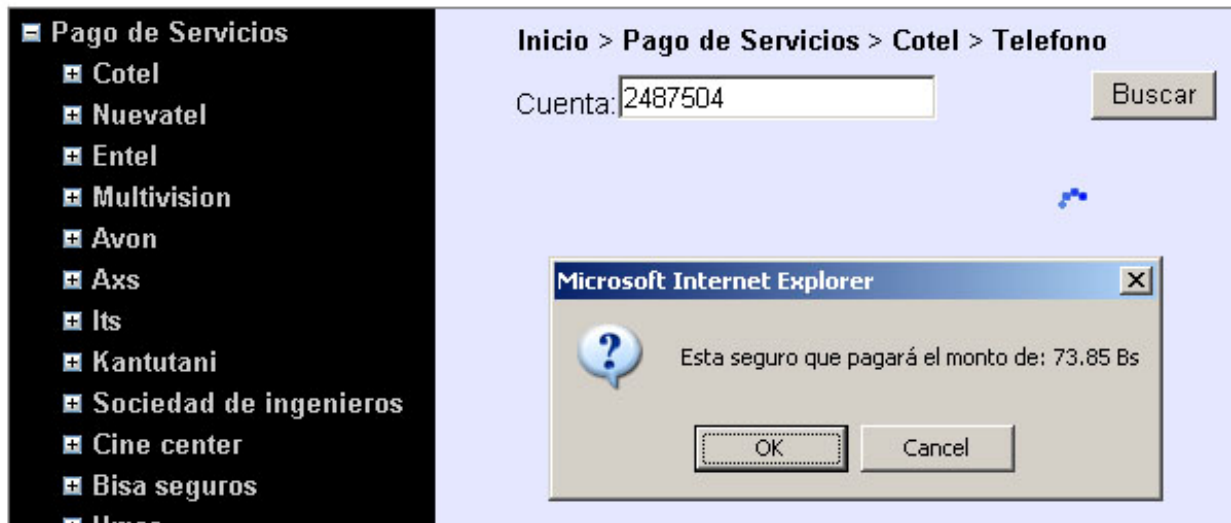 Pago de Servicios
Cotel
Nuevatel
Entel
Multivision
Avon
Axs
Its
Kantutani
Sociedad de ingenieros
Cine center
Bisa seguros
Inicio > Pago de Servicios > Cotel > Telefono
Cuenta: 2487504 Buscar
Microsoft Internet Explorer
Esta seguro que pagará el monto de: 73.85 Bs
OK Cancel